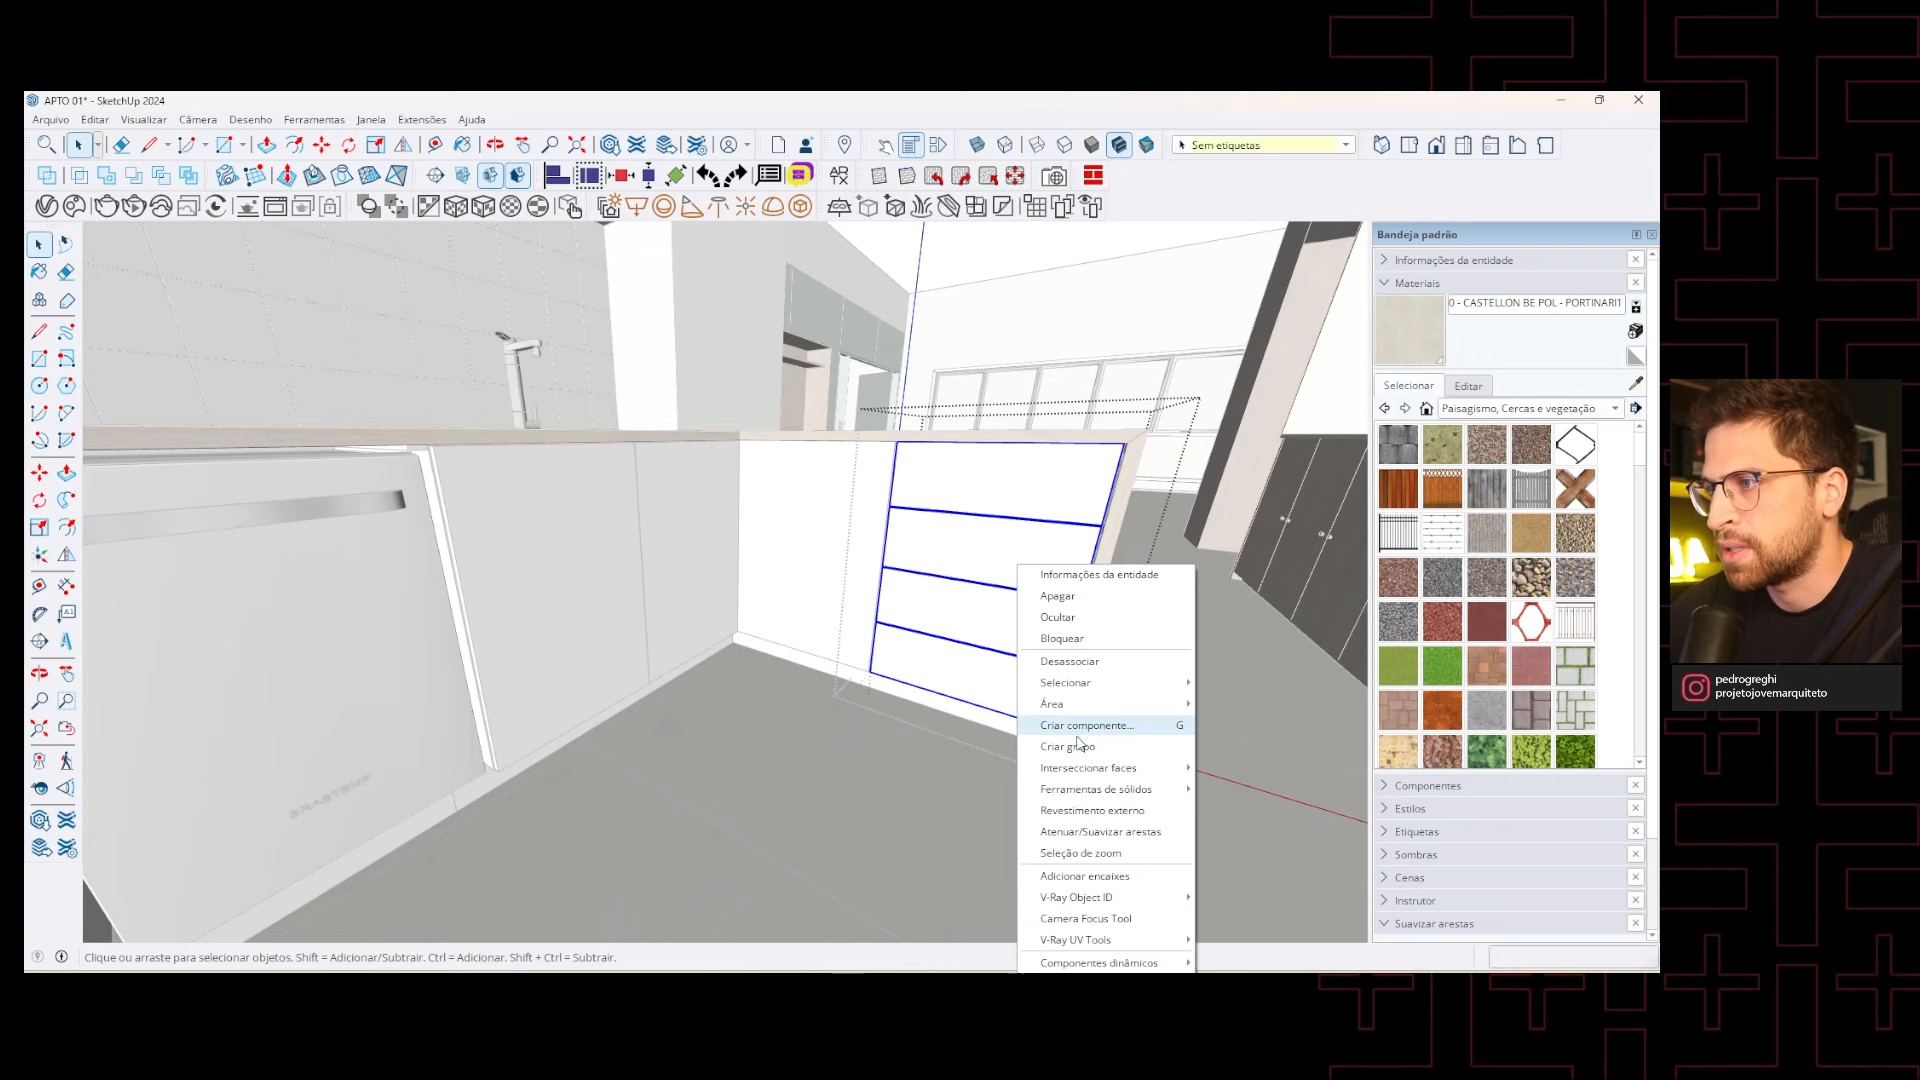 APTO 01* - SketchUp 2024
Arquivo Editar Visualizar Câmera Desenho Ferramentas Janela Extensões Ajuda
Sem etiquetas
Bandeja padrão
Informações da entidade
Materiais
0 - CASTELLON BE POL - PORTINARI1
Selecionar Editar
Paisagismo, Cercas e vegetação
Informações da entidade
Apagar
Ocultar
Bloquear
Desassociar
Selecionar
Área
Criar componente... G
Criar grupo
Interseccionar faces
Ferramentas de sólidos
Revestimento externo
Atenuar/Suavizar arestas
Seleção de zoom
Adicionar encaixes
V-Ray Object ID
Camera Focus Tool
V-Ray UV Tools
Componentes dinâmicos
BRASTEMP
Componentes
Estilos
Etiquetas
Sombras
Cenas
Instrutor
Suavizar arestas
Clique ou arraste para selecionar objetos. Shift = Adicionar/Subtrair. Ctrl = Adicionar. Shift + Ctrl = Subtrair.
pedrogreghi
projetojovemarquiteto